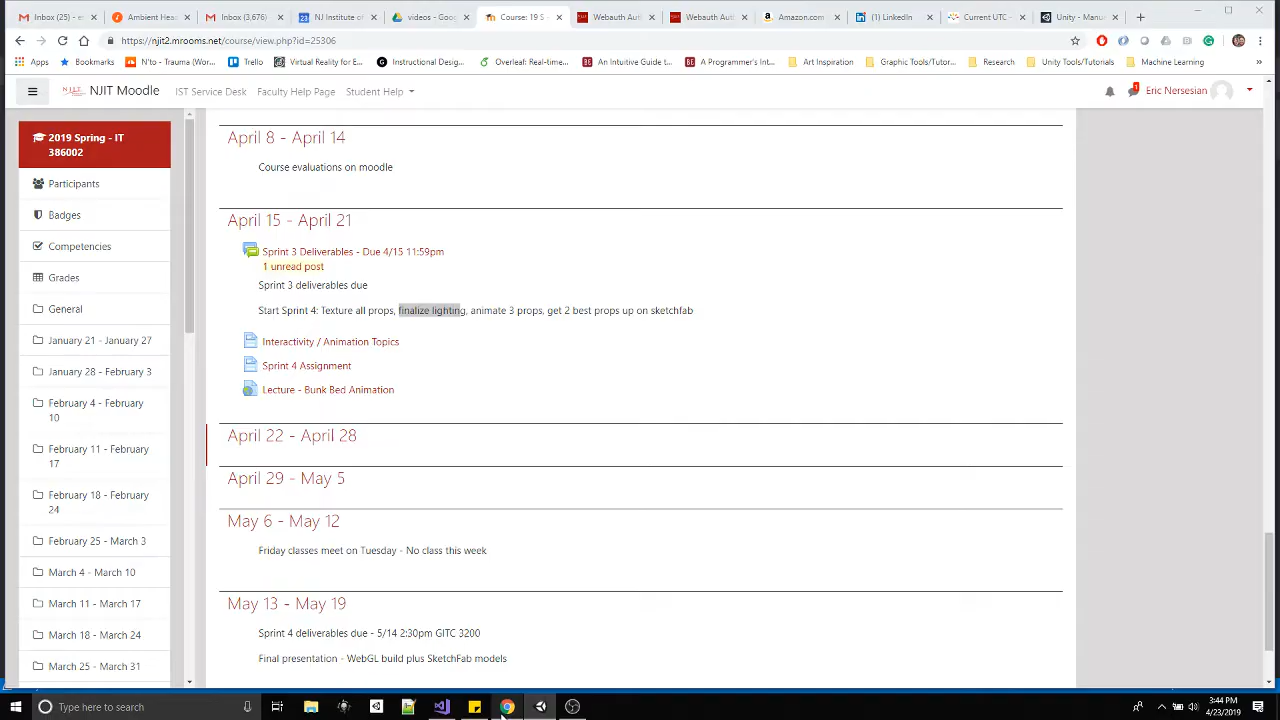 Inbox (3) - es
Ambient Hea
Inbox (3,676)
NJ Institute of
videos - Goog
Course: 19 S
Webauth Aut
Webauth Aut
Amazon.com
(1) LinkedIn
Current UTC
Unity - Manu
https://njit2.mrooms.net/course/view.php?id=25306
Apps
Bookmarks
N'to - Trauma (Wor...
Trello
Virtual Reality for E...
Instructional Desig...
Overleaf: Real-time...
An Intuitive Guide t...
A Programmer's Int...
Art Inspiration
Graphic Tools/Tutor...
Research
Unity Tools/Tutorials
Machine Learning
NJIT Moodle
IST Service Desk
Faculty Help Page
Student Help
Eric Nersesian
2019 Spring - IT
386002
Participants
Badges
Competencies
Grades
General
January 21 - January 27
January 28 - February 3
February 4 - February
10
February 11 - February
17
February 18 - February
24
February 25 - March 3
March 4 - March 10
March 11 - March 17
March 18 - March 24
March 25 - March 31
April 8 - April 14
Course evaluations on moodle
April 15 - April 21
Sprint 3 Deliverables - Due 4/15 11:59pm
1 unread post
Sprint 3 deliverables due
Start Sprint 4: Texture all props, finalize lighting, animate 3 props, get 2 best props up on sketchfab
Interactivity / Animation Topics
Sprint 4 Assignment
Lecture - Bunk Bed Animation
April 22 - April 28
April 29 - May 5
May 6 - May 12
Friday classes meet on Tuesday - No class this week
May 13 - May 19
Sprint 4 deliverables due - 5/14 2:30pm GITC 3200
Final presentation - WebGL build plus SketchFab models
Type here to search
3:44 PM
4/23/2019